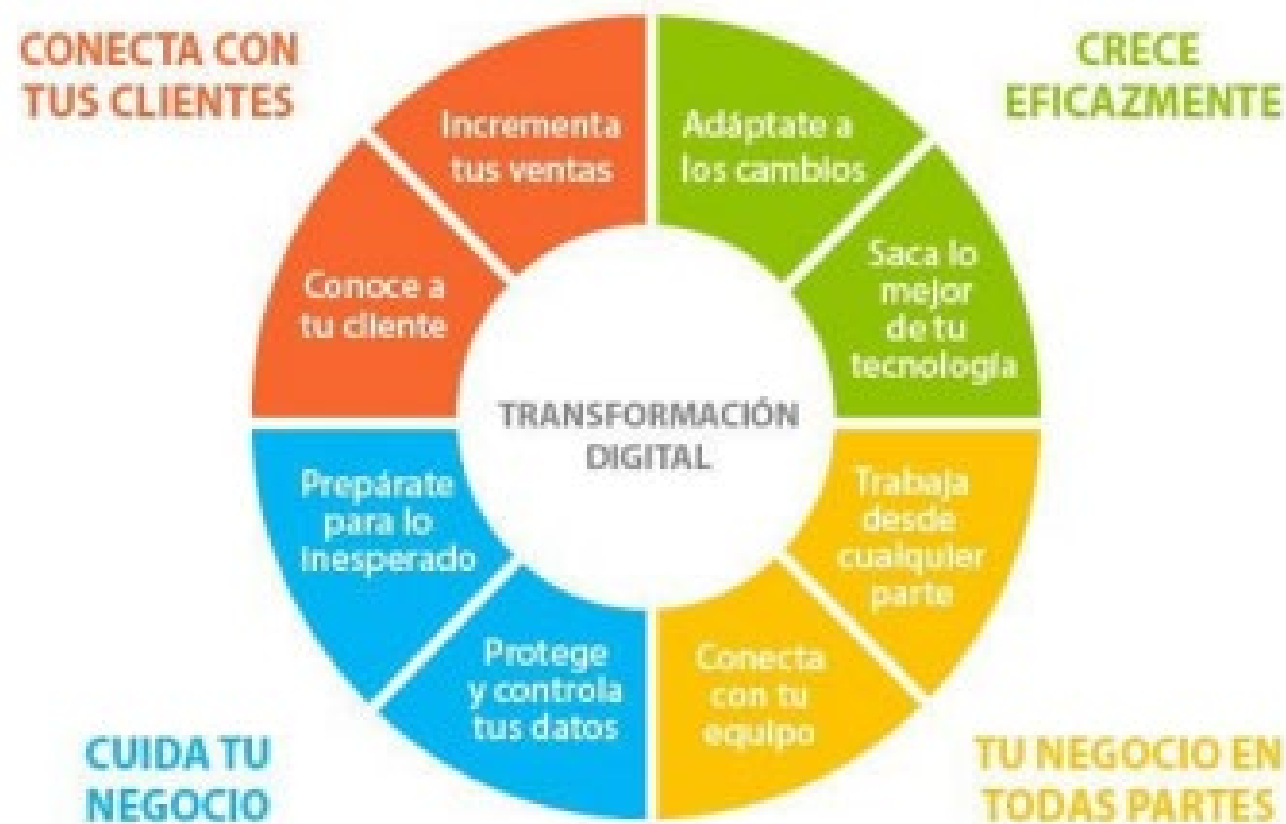 CONECTA CON
TUS CLIENTES
CRECE
EFICAZMENTE
Incrementa
tus ventas
Adáptate a
los cambios
Conoce a
tu cliente
Saca lo
mejor
de tu
tecnología
TRANSFORMACIÓN
DIGITAL
Prepárate
para lo
inesperado
Trabaja
desde
cualquier
parte
Protege
y controla
tus datos
Conecta
con tu
equipo
CUIDA TU
NEGOCIO
TU NEGOCIO EN
TODAS PARTES